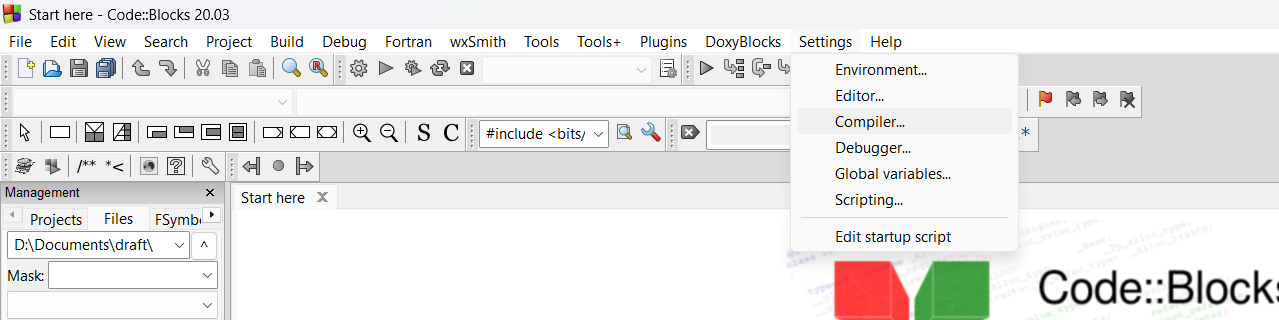 Start here - Code::Blocks 20.03
File Edit View Search Project Build Debug Fortran wxSmith Tools Tools+ Plugins DoxyBlocks Settings Help
Environment...
Editor...
Compiler...
Debugger...
Global variables...
Scripting...
Edit startup script
S C #include <bits/
.*
/** *<
Management
Projects Files FSymb
Start here
D:\Documents\draft\
Mask:
Code::Blocks